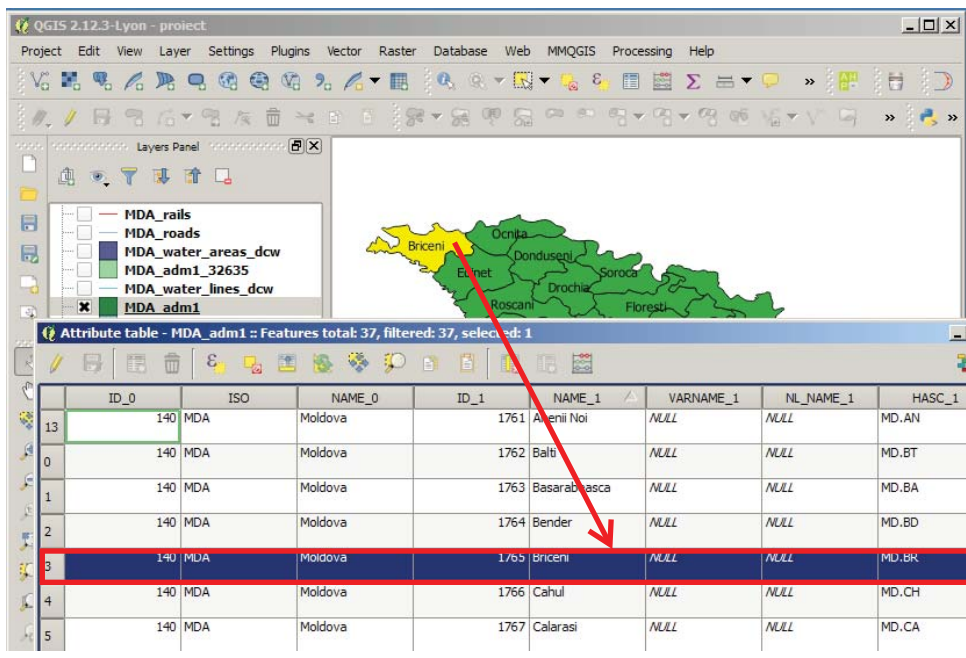 QGIS 2.12.3-Lyon - proiect
Project Edit View Layer Settings Plugins Vector Raster Database Web MMQGIS Processing Help
Layers Panel
MDA_rails
MDA_roads
MDA_water_areas_dcw
MDA_adm1_32635
MDA_water_lines_dcw
MDA_adm1
Briceni
Ocnita
Donduseni
Edinet
Soroca
Drochia
Floresti
Attribute table - MDA_adm1 :: Features total: 37, filtered: 37, selected: 1
ID_0 ISO NAME_0 ID_1 NAME_1 VARNAME_1 NL_NAME_1 HASC_1
13 140 MDA Moldova 1761 Anenii Noi NULL NULL MD.AN
0 140 MDA Moldova 1762 Balti NULL NULL MD.BT
1 140 MDA Moldova 1763 Basarabeasca NULL NULL MD.BA
2 140 MDA Moldova 1764 Bender NULL NULL MD.BD
3 140 MDA Moldova 1765 Briceni NULL NULL MD.BR
4 140 MDA Moldova 1766 Cahul NULL NULL MD.CH
5 140 MDA Moldova 1767 Calarasi NULL NULL MD.CA